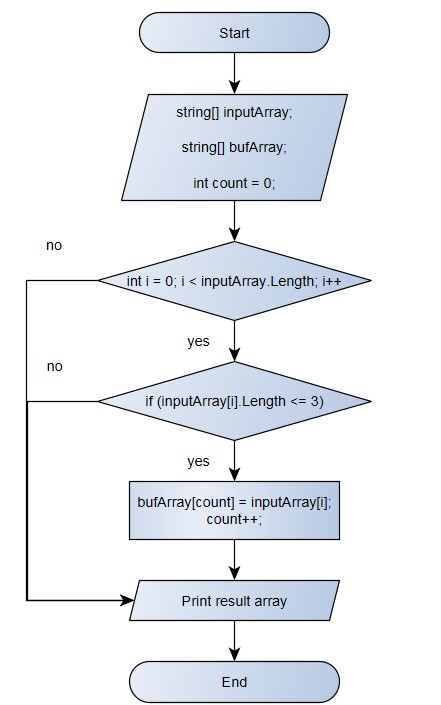 Start
string[] inputArray;
string[] bufArray;
int count = 0;
no
int i = 0; i < inputArray.Length; i++
yes
no
if (inputArray[i].Length <= 3)
yes
bufArray[count] = inputArray[i];
count++;
Print result array
End